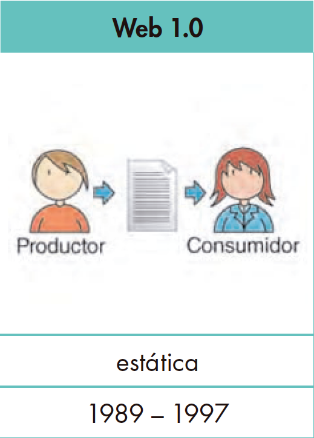 Web 1.0
Productor
Consumidor
estática
1989 – 1997